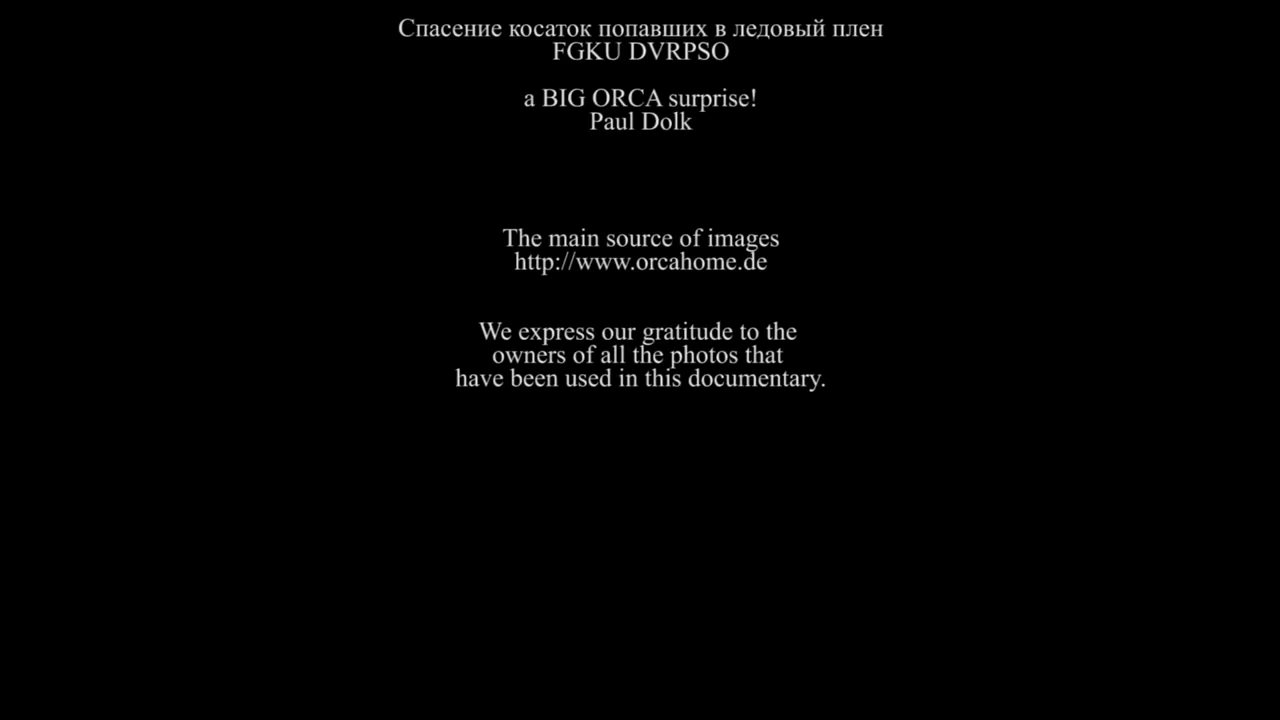 Спасение косаток попавших в ледовый плен
FGKU DVRPSO
a BIG ORCA surprise!
Paul Dolk
The main source of images
http://www.orcahome.de
We express our gratitude to the
owners of all the photos that
have been used in this documentary.